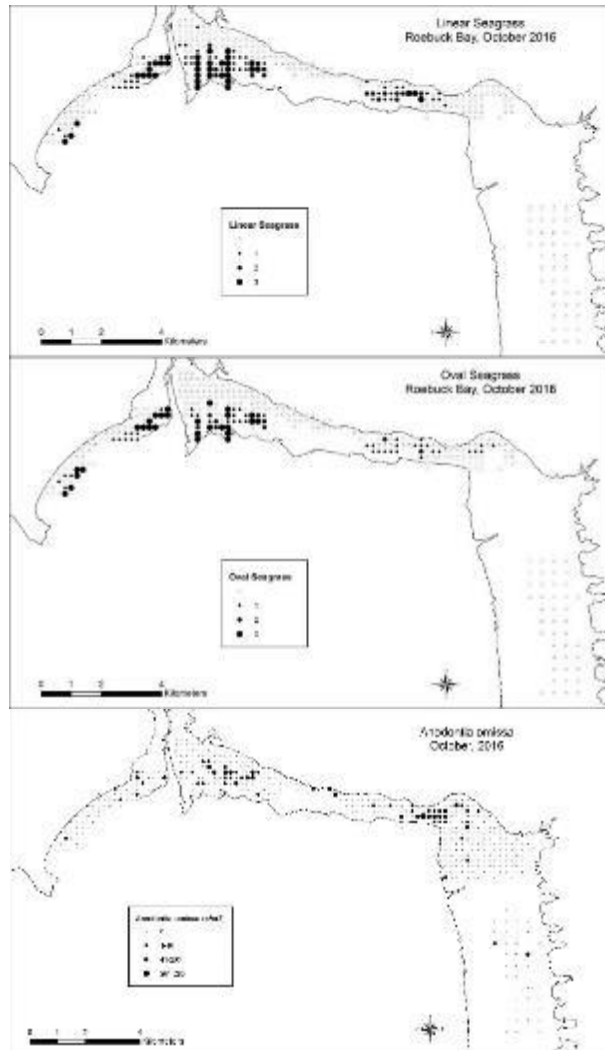 Linear Seagrass
Roebuck Bay, October 2016
Linear Seagrass
1
2
3
0 1 2 4
Kilometers
Oval Seagrass
Roebuck Bay, October 2016
Oval Seagrass
1
2
0 1 2 4
Kilometers
Anodontia omissa
October, 2016
Anodontia omissa
0 1 2 4
Kilometers